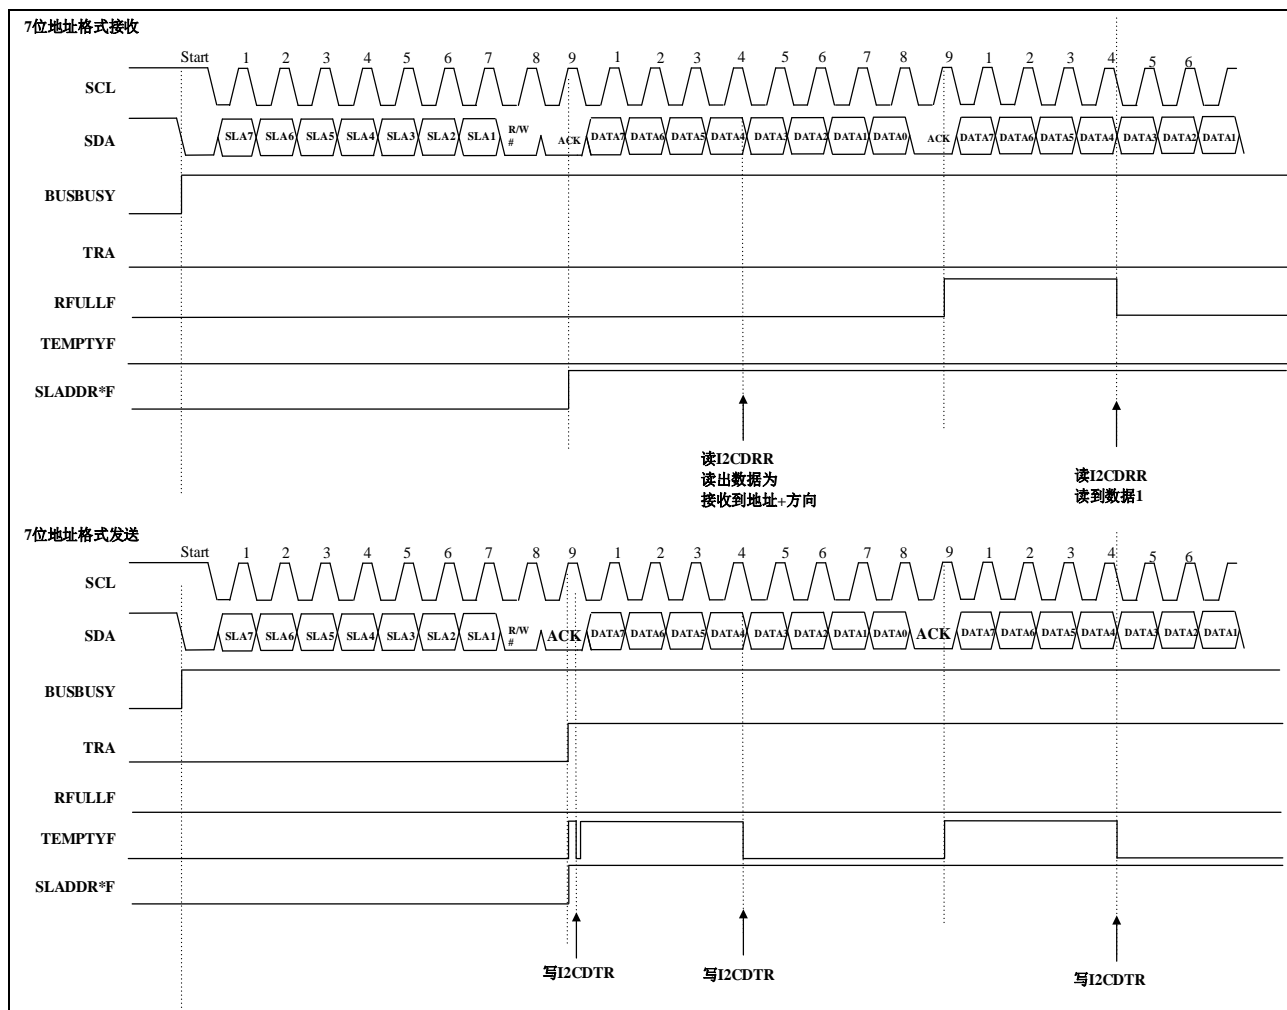 7位地址格式接收
Start 1 2 3 4 5 6 7 8 9 1 2 3 4 5 6 7 8 9 1 2 3 4 5 6
SCL
SDA SLA7 SLA6 SLA5 SLA4 SLA3 SLA2 SLA1 R/W # ACK DATA7 DATA6 DATA5 DATA4 DATA3 DATA2 DATA1 DATA0 ACK DATA7 DATA6 DATA5 DATA4 DATA3 DATA2 DATA1
BUSBUSY
TRA
RFULLF
TEMPTYF
SLADDR*F
读I2CDRR
读出数据为
接收到地址+方向
读I2CDRR
读到数据1
7位地址格式发送
Start 1 2 3 4 5 6 7 8 9 1 2 3 4 5 6 7 8 9 1 2 3 4 5 6
SCL
SDA SLA7 SLA6 SLA5 SLA4 SLA3 SLA2 SLA1 R/W # ACK DATA7 DATA6 DATA5 DATA4 DATA3 DATA2 DATA1 DATA0 ACK DATA7 DATA6 DATA5 DATA4 DATA3 DATA2 DATA1
BUSBUSY
TRA
RFULLF
TEMPTYF
SLADDR*F
写I2CDTR 写I2CDTR 写I2CDTR